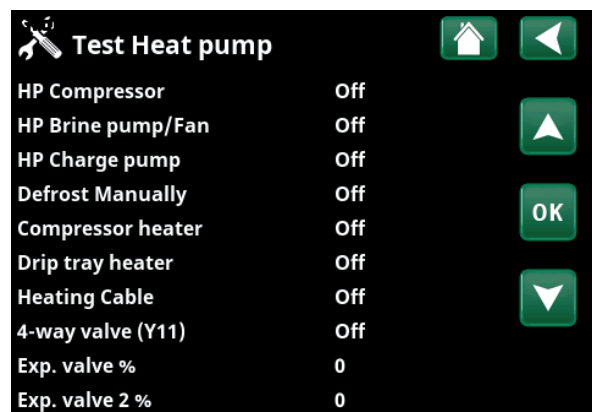 Test Heat pump
HP Compressor Off
HP Brine pump/Fan Off
HP Charge pump Off
Defrost Manually Off
OK
Compressor heater Off
Drip tray heater Off
Heating Cable Off
4-way valve (Y11) Off
Exp. valve % 0
Exp. valve 2 % 0